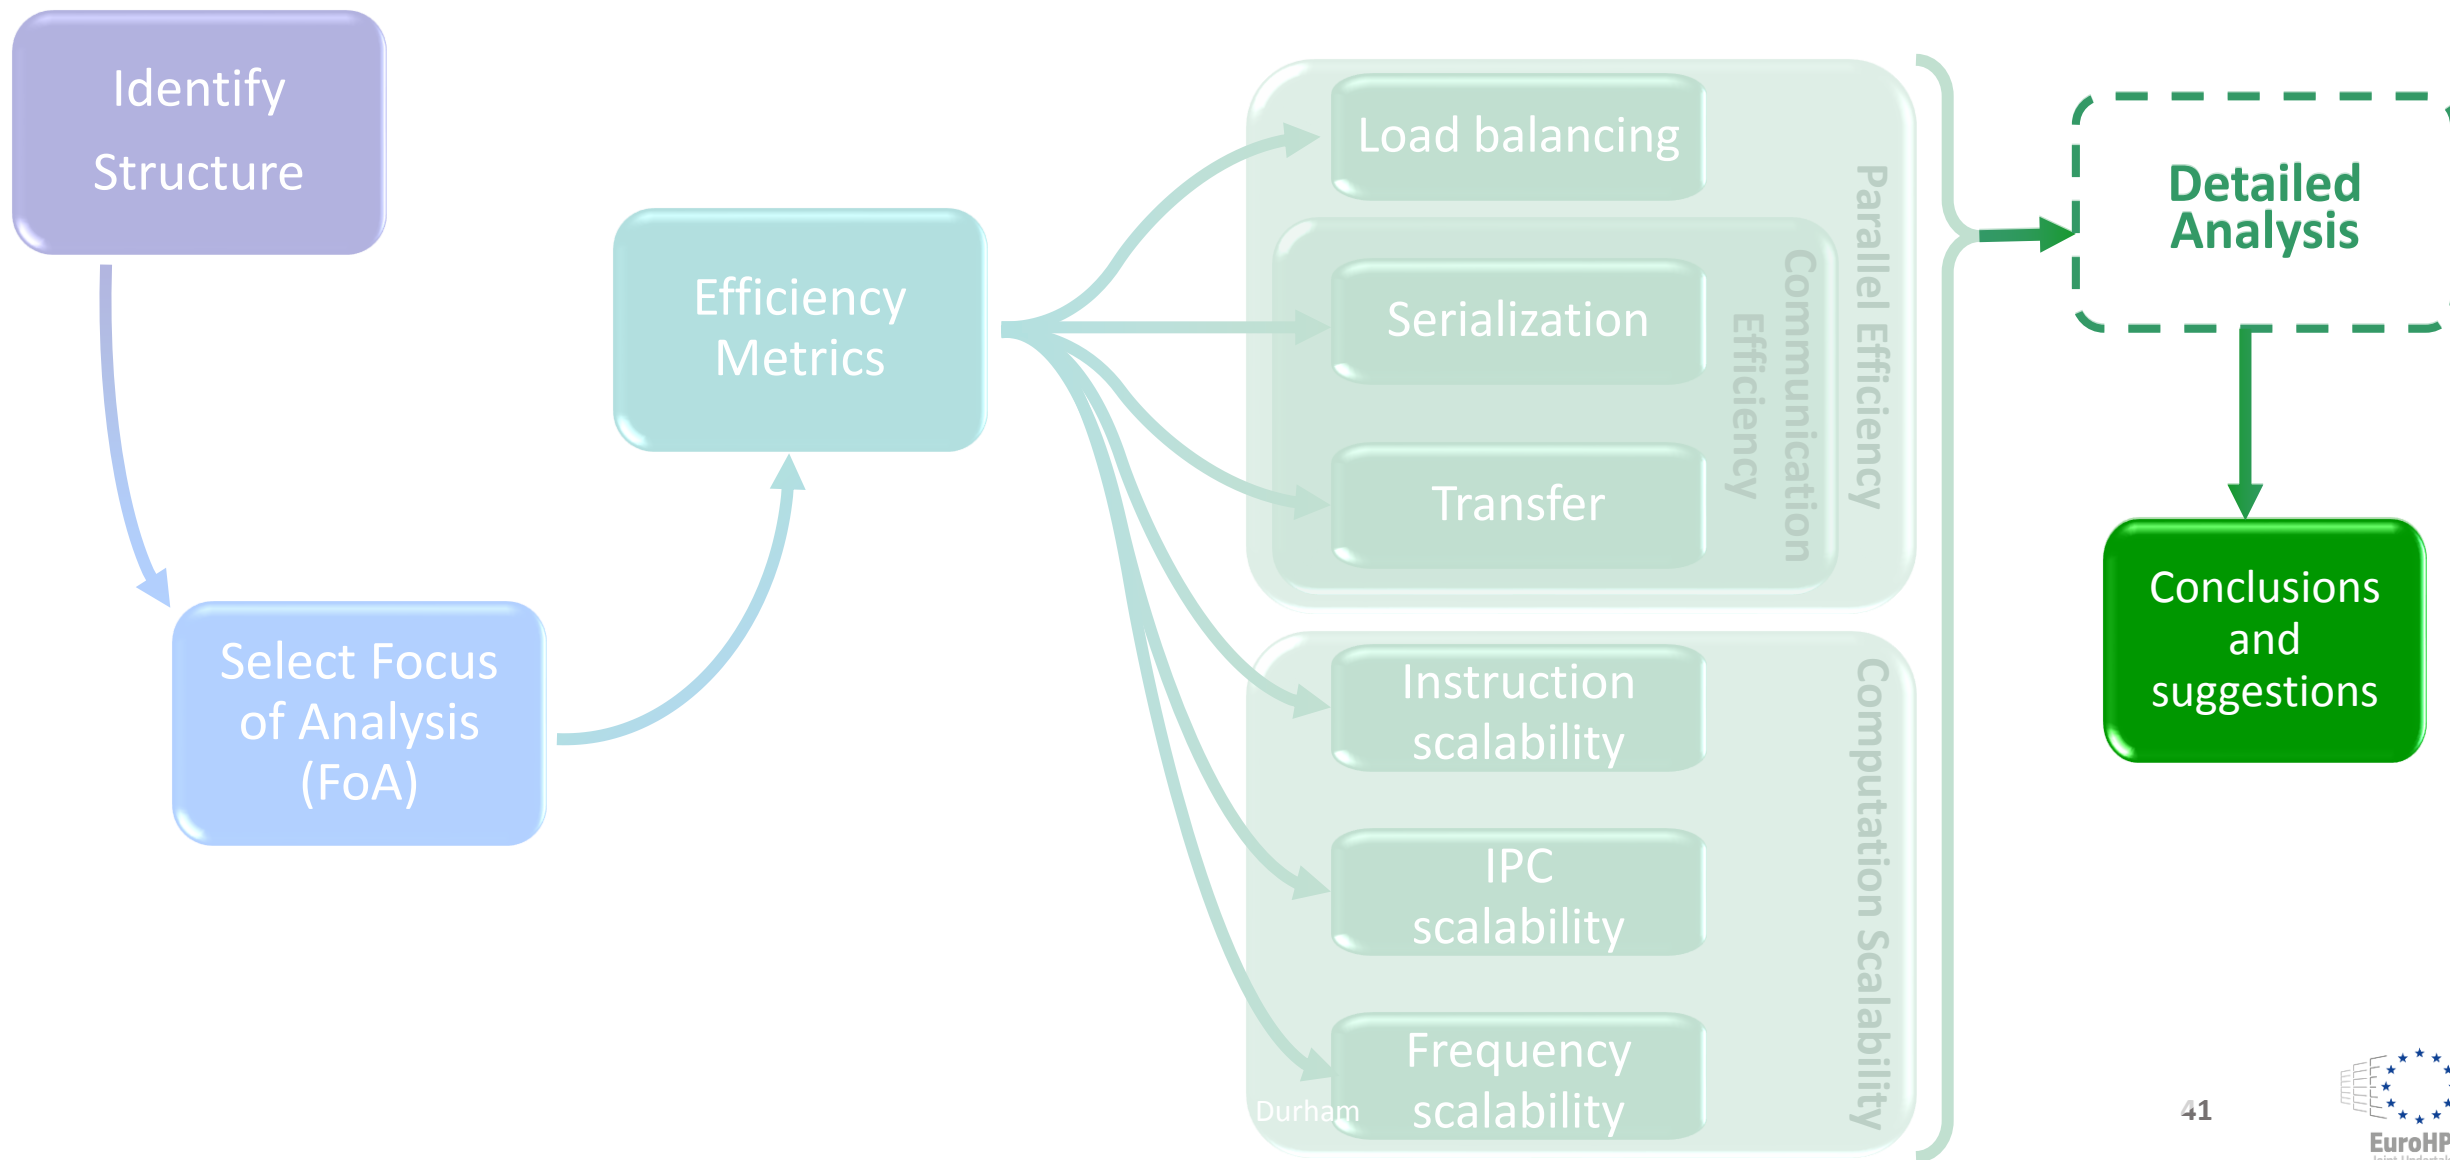 Identify
Structure
Select Focus
of Analysis
(FoA)
Efficiency
Metrics
Load balancing
Serialization
Transfer
Communication
Efficiency
Parallel Efficiency
Instruction
scalability
IPC
scalability
Frequency
scalability
Computation Scalability
Durham
Detailed
Analysis
Conclusions
and
suggestions
41
EuroHP